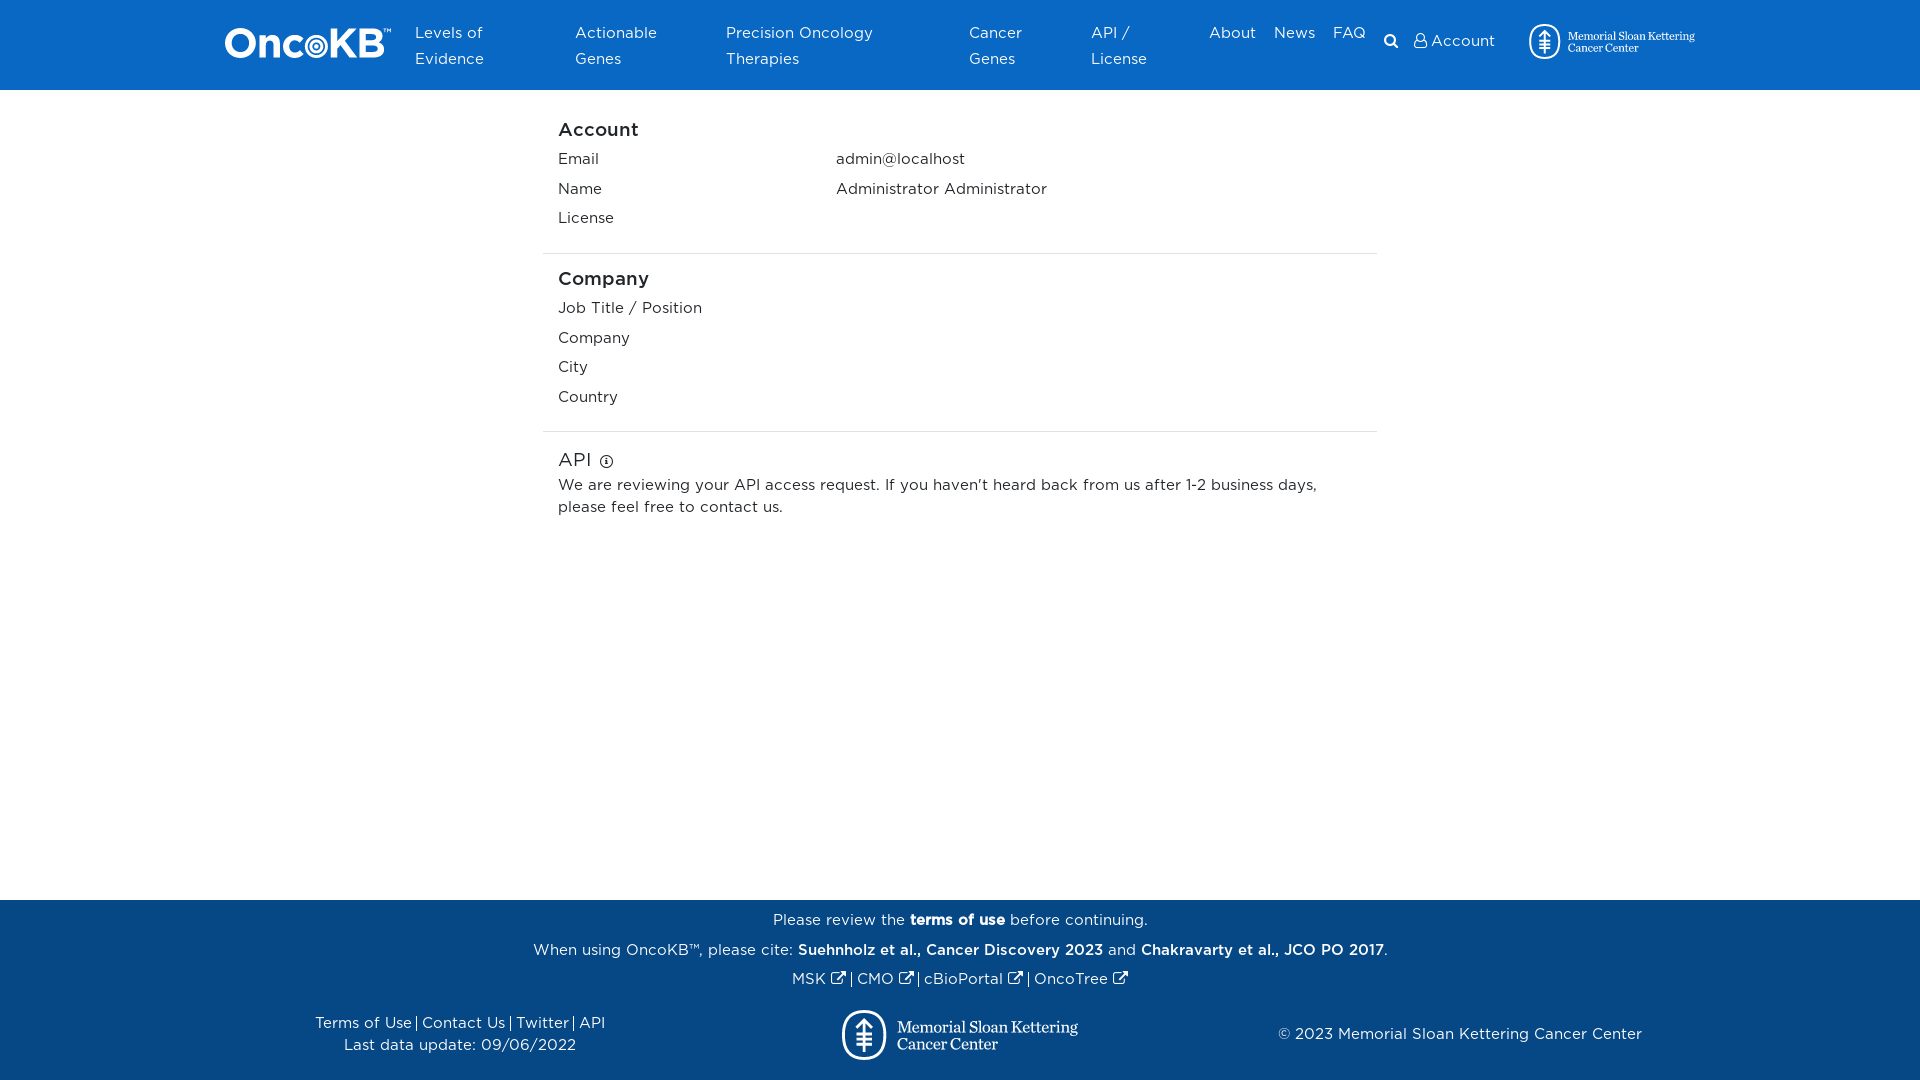 OncoKB™
Levels of
Evidence
Actionable
Genes
Precision Oncology
Therapies
Cancer
Genes
API /
License
About
News
FAQ
Account
Memorial Sloan Kettering
Cancer Center
Account
Email admin@localhost
Name Administrator Administrator
License
Company
Job Title / Position
Company
City
Country
API
We are reviewing your API access request. If you haven't heard back from us after 1-2 business days,
please feel free to contact us.
Please review the terms of use before continuing.
When using OncoKB™, please cite: Suehnholz et al., Cancer Discovery 2023 and Chakravarty et al., JCO PO 2017.
MSK | CMO | cBioPortal | OncoTree
Terms of Use | Contact Us | Twitter | API
Last data update: 09/06/2022
Memorial Sloan Kettering
Cancer Center
© 2023 Memorial Sloan Kettering Cancer Center